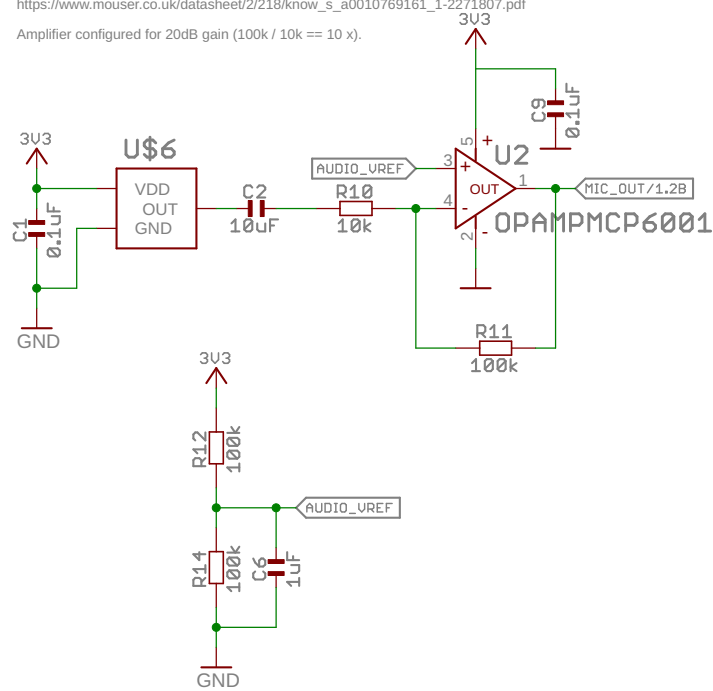 https://www.mouser.co.uk/datasheet/2/218/know_s_a0010769161_1-2271807.pdf
Amplifier configured for 20dB gain (100k / 10k == 10 x).
3V3
C9
0.1uF
3V3
U$6
VDD
OUT
GND
C1
0.1uF
GND
C2
10uF
R10
10k
AUDIO_VREF
3
4
5
+
+
-
OUT
2
-
1
U2
OPAMPMCP6001
MIC_OUT/1.2B
R11
100k
3V3
R12
100k
AUDIO_VREF
R14
100k
C6
1uF
GND